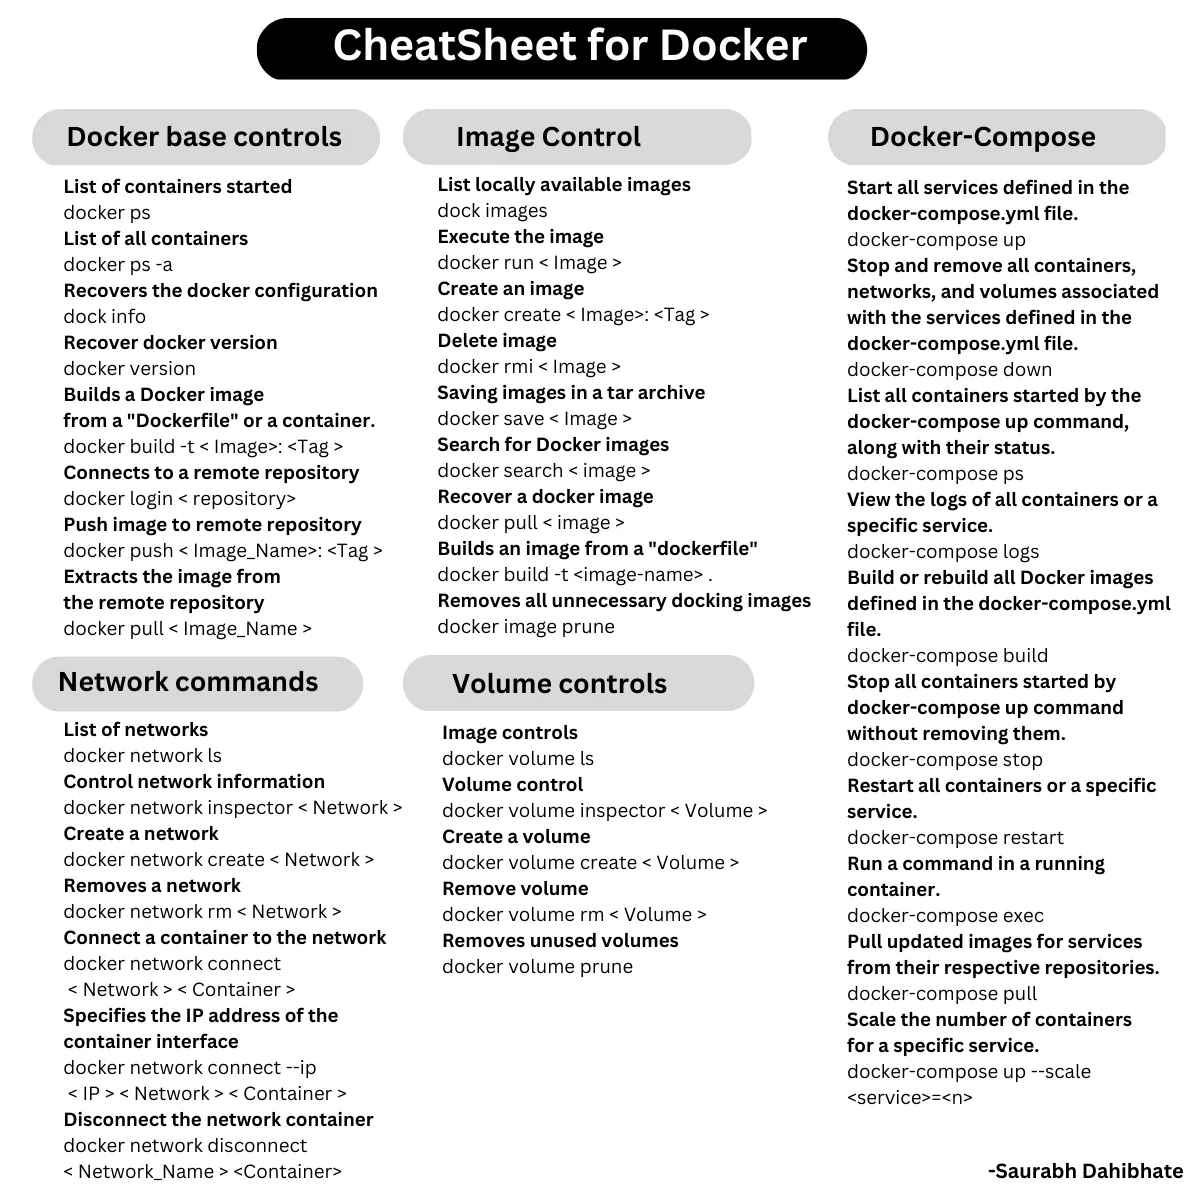 CheatSheet for Docker
Docker base controls
List of containers started
docker ps
List of all containers
docker ps -a
Recovers the docker configuration
dock info
Recover docker version
docker version
Builds a Docker image
from a "Dockerfile" or a container.
docker build -t < Image>: <Tag >
Connects to a remote repository
docker login < repository>
Push image to remote repository
docker push < Image_Name>: <Tag >
Extracts the image from
the remote repository
docker pull < Image_Name >
Network commands
List of networks
docker network ls
Control network information
docker network inspector < Network >
Create a network
docker network create < Network >
Removes a network
docker network rm < Network >
Connect a container to the network
docker network connect
< Network > < Container >
Specifies the IP address of the
container interface
docker network connect --ip
< IP > < Network > < Container >
Disconnect the network container
docker network disconnect
< Network_Name > <Container>
Image Control
List locally available images
dock images
Execute the image
docker run < Image >
Create an image
docker create < Image>: <Tag >
Delete image
docker rmi < Image >
Saving images in a tar archive
docker save < Image >
Search for Docker images
docker search < image >
Recover a docker image
docker pull < image >
Builds an image from a "dockerfile"
docker build -t <image-name> .
Removes all unnecessary docking images
docker image prune
Volume controls
Image controls
docker volume ls
Volume control
docker volume inspector < Volume >
Create a volume
docker volume create < Volume >
Remove volume
docker volume rm < Volume >
Removes unused volumes
docker volume prune
Docker-Compose
Start all services defined in the
docker-compose.yml file.
docker-compose up
Stop and remove all containers,
networks, and volumes associated
with the services defined in the
docker-compose.yml file.
docker-compose down
List all containers started by the
docker-compose up command,
along with their status.
docker-compose ps
View the logs of all containers or a
specific service.
docker-compose logs
Build or rebuild all Docker images
defined in the docker-compose.yml
file.
docker-compose build
Stop all containers started by
docker-compose up command
without removing them.
docker-compose stop
Restart all containers or a specific
service.
docker-compose restart
Run a command in a running
container.
docker-compose exec
Pull updated images for services
from their respective repositories.
docker-compose pull
Scale the number of containers
for a specific service.
docker-compose up --scale
<service>=<n>
-Saurabh Dahibhate